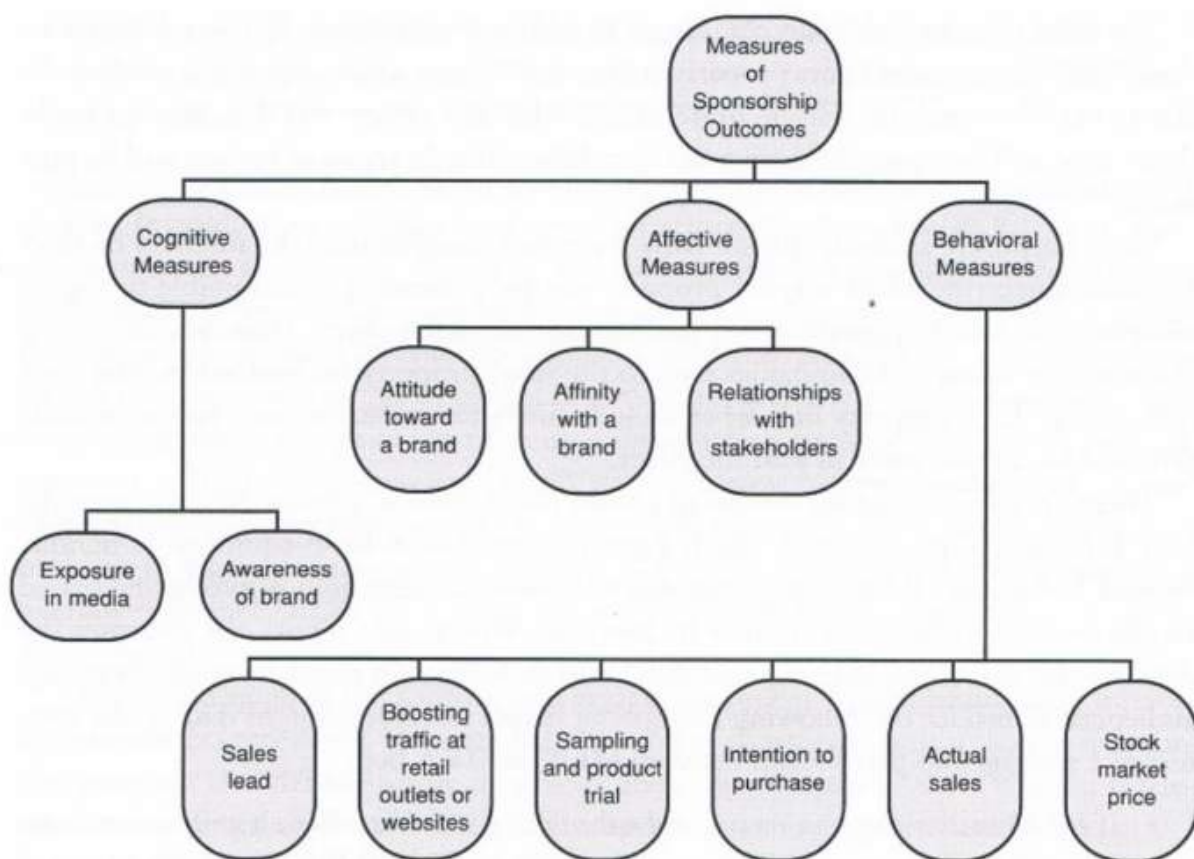 Measures
of
Sponsorship
Outcomes
Cognitive
Measures
Affective
Measures
Behavioral
Measures
Attitude
toward
a brand
Affinity
with a
brand
Relationships
with
stakeholders
Exposure
in media
Awareness
of brand
Sales
lead
Boosting
traffic at
retail
outlets or
websites
Sampling
and product
trial
Intention to
purchase
Actual
sales
Stock
market
price